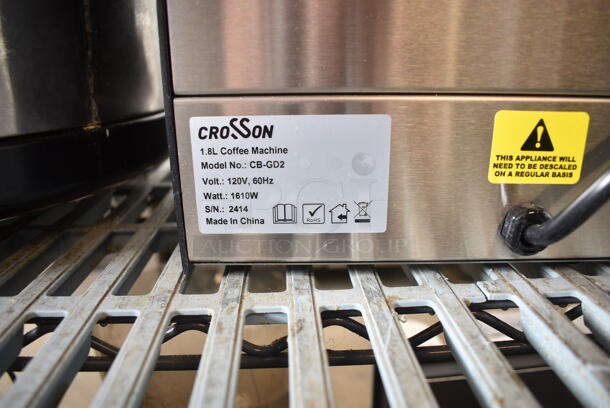 CROSSON
1.8L Coffee Machine
Model No.: CB-GD2
Volt.: 120V, 60Hz
Watt.: 1610W
S/N.: 2414
Made In China
RoHS
THIS APPLIANCE WILL
NEED TO BE DESCALED
ON A REGULAR BASIS
AUCTION GROUP